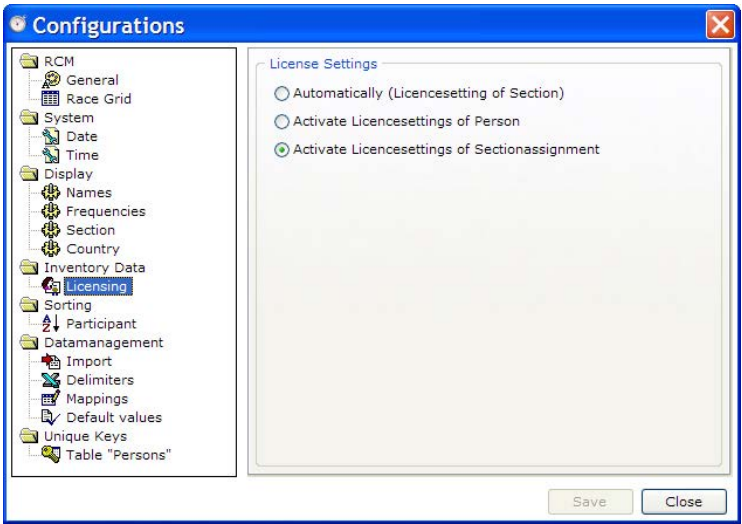 Configurations
RCM
General
Race Grid
System
Date
Time
Display
Names
Frequencies
Section
Country
Inventory Data
Licensing
Sorting
Participant
Datamanagement
Import
Delimiters
Mappings
Default values
Unique Keys
Table "Persons"
License Settings
Automatically (Licencesetting of Section)
Activate Licencesettings of Person
Activate Licencesettings of Sectionassignment
Save
Close